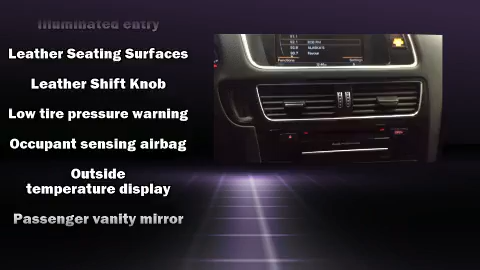 Illuminated entry
Leather Seating Surfaces
Leather Shift Knob
Low tire pressure warning
Occupant sensing airbag
Outside
temperature display
Passenger vanity mirror